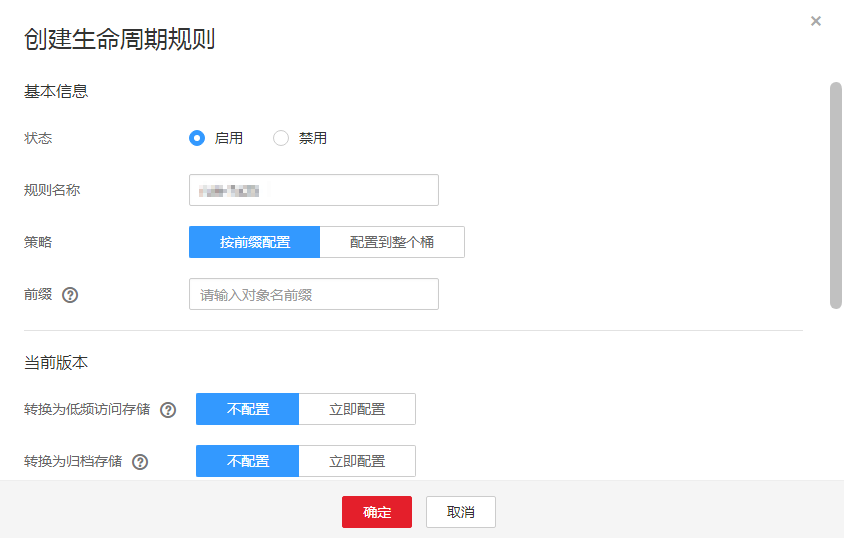 创建生命周期规则
基本信息
状态 启用 禁用
规则名称
策略 按前缀配置 配置到整个桶
前缀 ? 请输入对象名前缀
当前版本
转换为低频访问存储 ? 不配置 立即配置
转换为归档存储 ? 不配置 立即配置
确定 取消